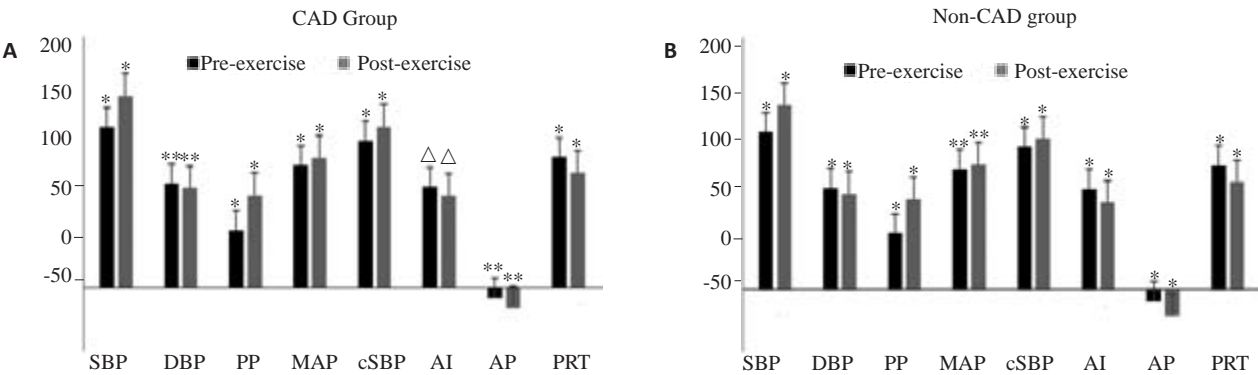 CAD Group
A
200
150
100
50
0
-50
Pre-exercise Post-exercise
* * ** ** * * * * * * △ △ ** ** * *
SBP DBP PP MAP cSBP AI AP PRT
Non-CAD group
B
200
150
100
50
0
-50
Pre-exercise Post-exercise
* * * * * * ** ** * * * * * * * *
SBP DBP PP MAP cSBP AI AP PRT